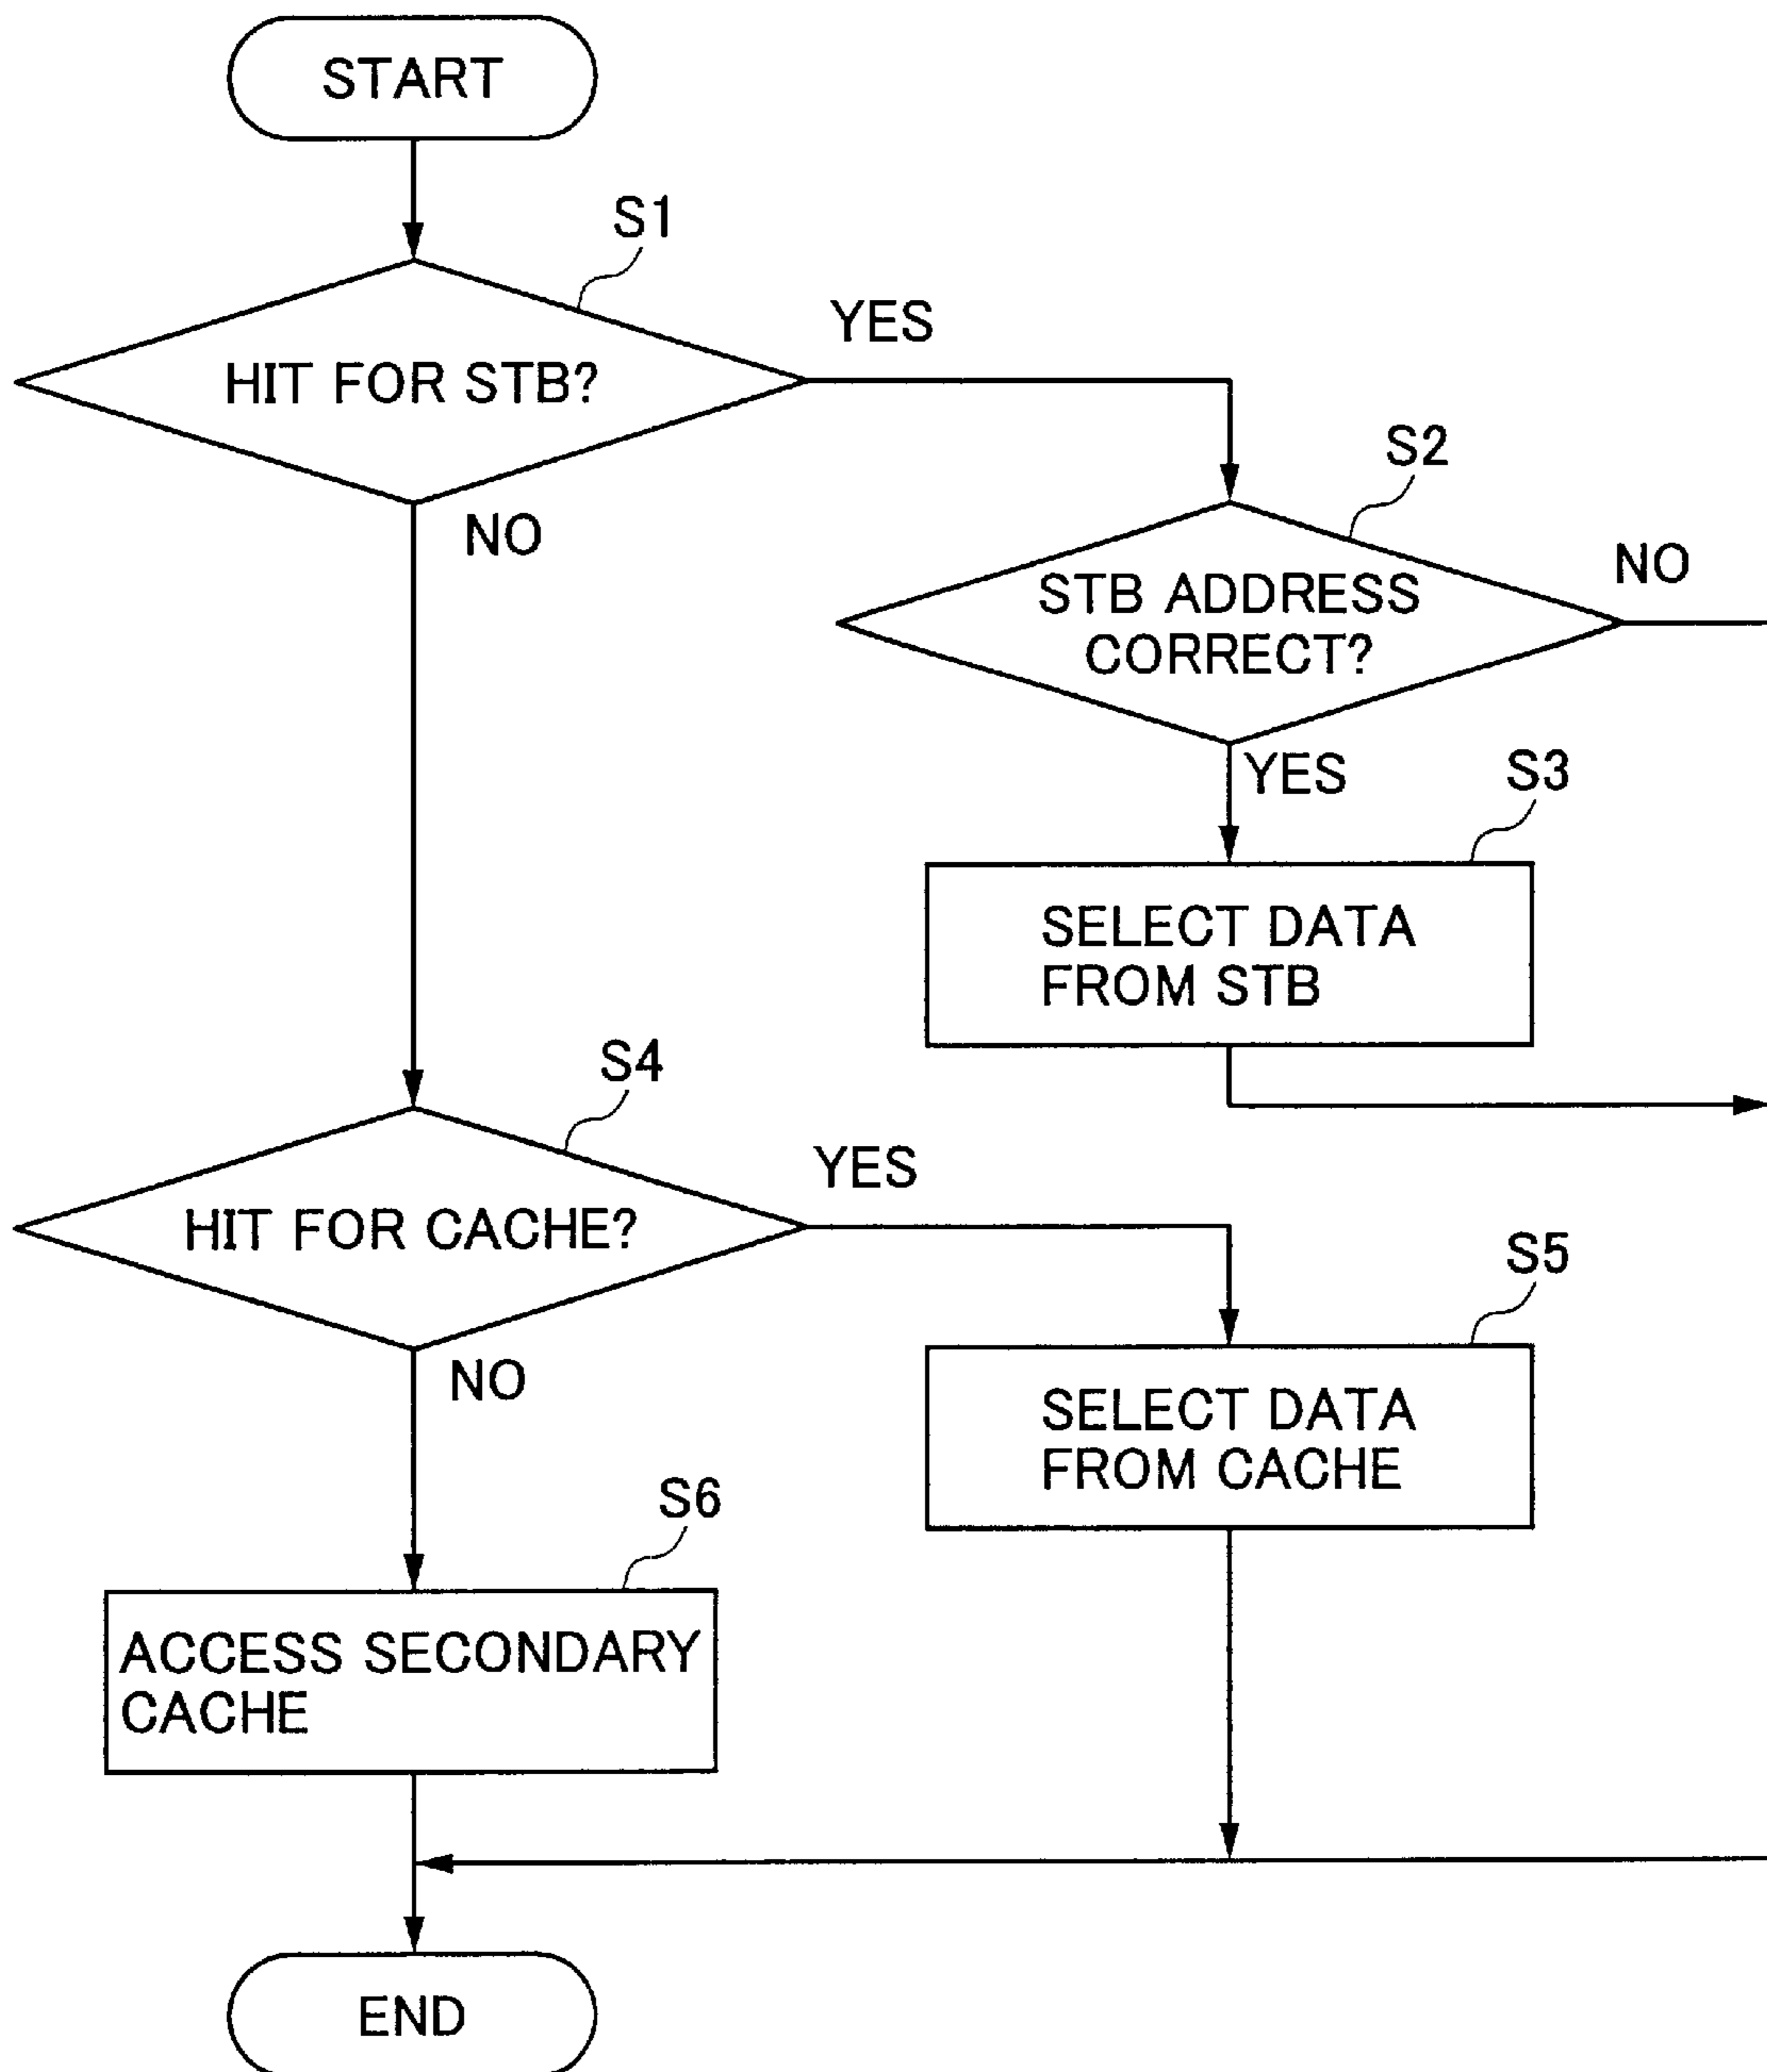 START
S1
YES
HIT FOR STB?
NO
S2
NO
STB ADDRESS
CORRECT?
YES
S3
SELECT DATA
FROM STB
S4
YES
HIT FOR CACHE?
NO
S5
SELECT DATA
FROM CACHE
S6
ACCESS SECONDARY
CACHE
END